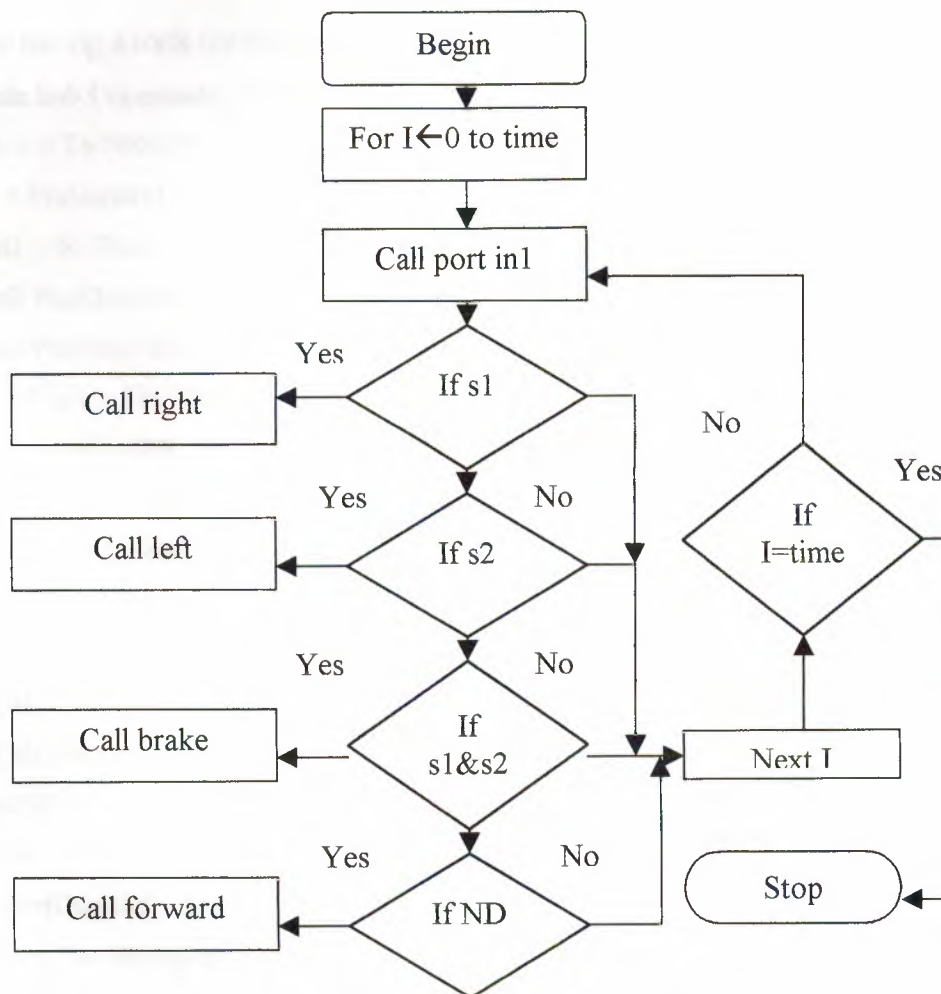 Begin
For I←0 to time
Call port in1
Yes
If s1
Call right
No
Yes
Yes
No
If s2
Call left
If
I=time
Yes
No
If
s1&s2
Call brake
Next I
Yes
No
If ND
Call forward
Stop